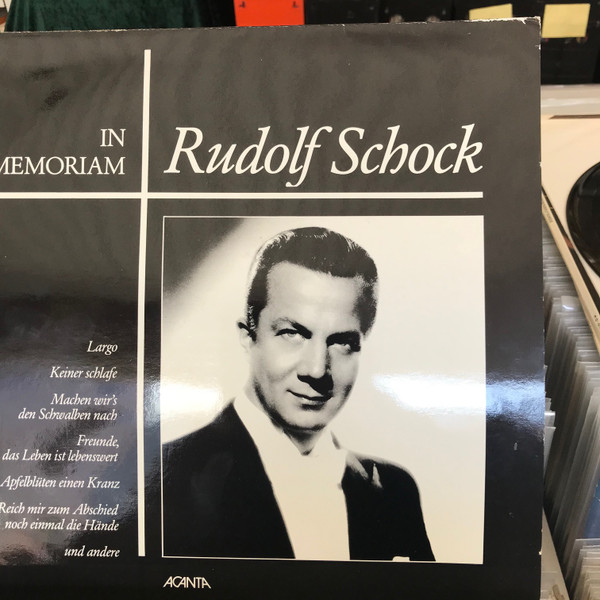 IN
MEMORIAM
Rudolf Schock
Largo
Keiner schlafe
Machen wir's
den Schwalben nach
Freunde,
das Leben ist lebenswert
Apfelblüten einen Kranz
Reich mir zum Abschied
noch einmal die Hände
und andere
ACANTA